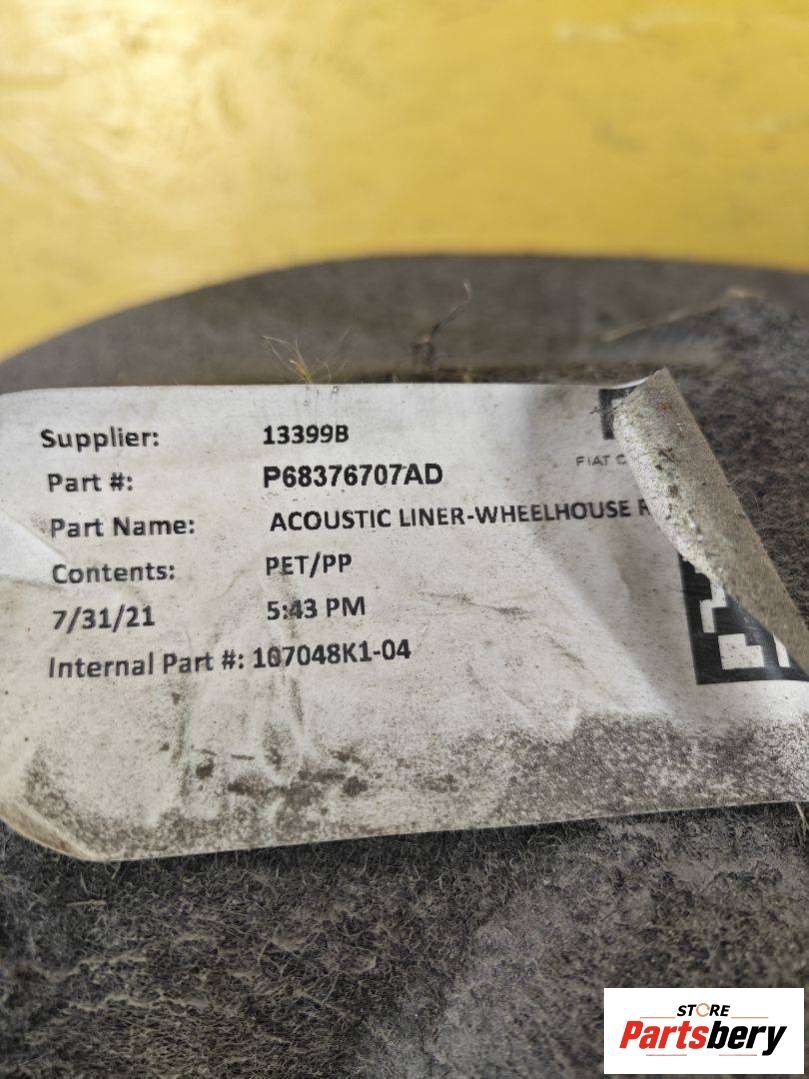 Supplier: 13399B
FIAT C
Part #: P68376707AD
Part Name: ACOUSTIC LINER-WHEELHOUSE
Contents: PET/PP
7/31/21 5:43 PM
Internal Part #: 107048K1-04
STORE
Partsbery